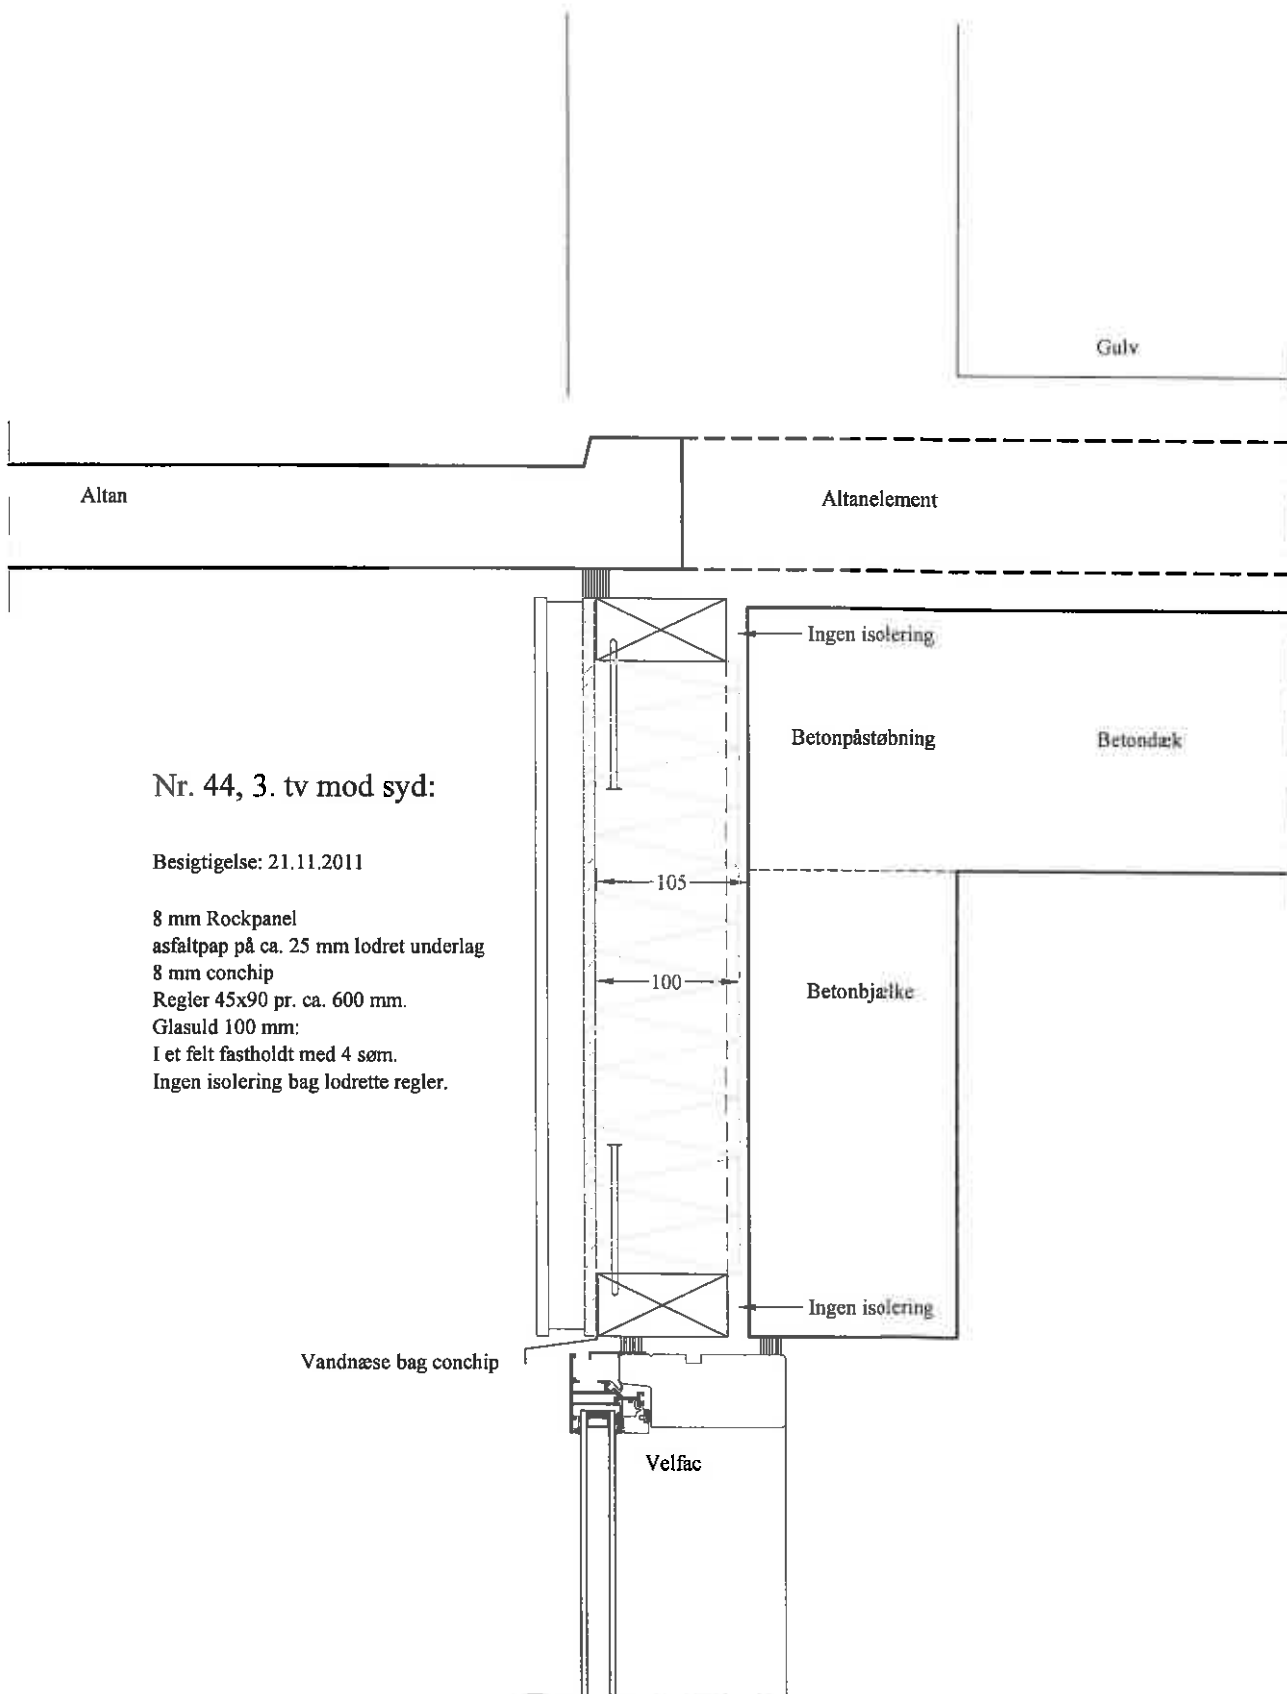 Gulv
Altan
Altanelement
Ingen isolering
Betonpåstøbning
Betondæk
Nr. 44, 3. tv mod syd:
Besigtigelse: 21.11.2011
105
8 mm Rockpanel
asfaltpap på ca. 25 mm lodret underlag
8 mm conchip
Regler 45x90 pr. ca. 600 mm.
Glasuld 100 mm:
I et felt fastholdt med 4 søm.
Ingen isolering bag lodrette regler.
100
Betonbjælke
Ingen isolering
Vandnæse bag conchip
Velfac